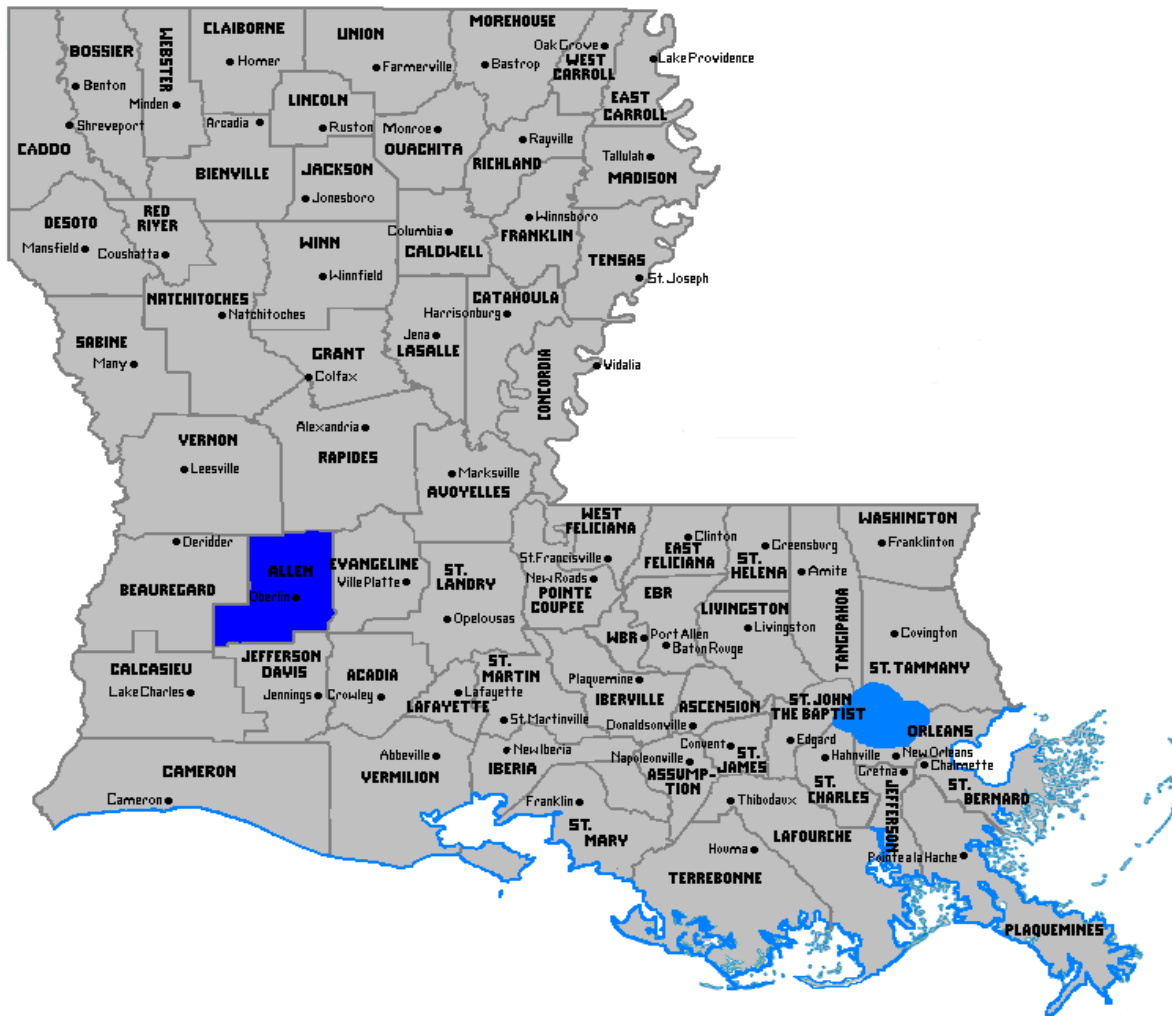 MOREHOUSE
CLAIBORNE
UNION
BOSSIER
WEBSTER
Oak Grove
WEST
CARROLL
Lake Providence
Homer
Farmerville
Bastrop
Benton
LINCOLN
EAST
CARROLL
Minden
Shreveport
Arcadia
Ruston
Monroe
OUACHITA
Rayville
CADDO
RICHLAND
Tallulah
MADISON
BIENVILLE
JACKSON
Jonesboro
DESOTO
RED
RIVER
Winnsboro
FRANKLIN
Columbia
CALDWELL
WINN
Mansfield
Coushatta
TENSAS
Winnfield
St. Joseph
NATCHITOCHES
Natchitoches
CATAHOULA
Harrisonburg
SABINE
Many
Jena
LASALLE
GRANT
Colfax
CONCORDIA
Vidalia
Alexandria
RAPIDES
VERNON
Leesville
Marksville
AVOYELLES
WEST
FELICIANA
WASHINGTON
Franklinton
Deridder
Clinton
EAST
FELICIANA
Greensburg
ST.
HELENA
St. Francisville
ALLEN
Oberlin
EVANGELINE
Ville Platte
ST.
LANDRY
New Roads
POINTE
COUPEE
Amite
BEAUREGARD
EBR
LIVINGSTON
Livingston
TANGIPAHOA
Opelousas
WBR
Port Allen
Baton Rouge
Covington
ST. TAMMANY
CALCASIEU
Lake Charles
JEFFERSON
DAVIS
Jennings
ACADIA
Crowley
ST.
MARTIN
Lafayette
LAFAYETTE
St. Martinville
Plaquemine
IBERVILLE
ASCENSION
Donaldsonville
ST. JOHN
THE BAPTIST
ORLEANS
Edgard
Hahnville
New Orleans
Chalmette
Gretna
Convent
ST.
JAMES
Napoleonville
ASSUMP-
TION
Abbeville
VERMILION
New Iberia
IBERIA
CAMERON
Cameron
Franklin
ST.
MARY
Thibodaux
ST.
CHARLES
JEFFERSON
ST.
BERNARD
LAFOURCHE
Houma
TERREBONNE
Pointe a la Hache
PLAQUEMINES